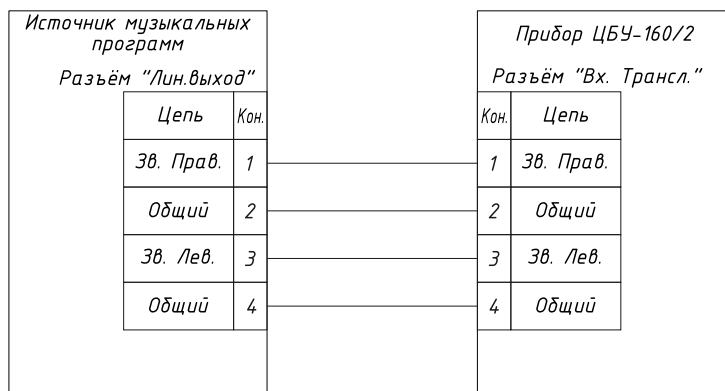 Источник музыкальных
программ
Разъём "Лин.выход"
Цепь Кон.
Зв. Прав. 1
Общий 2
Зв. Лев. 3
Общий 4
Прибор ЦБУ-160/2
Разъём "Вх. Трансл."
Кон. Цепь
1 Зв. Прав.
2 Общий
3 Зв. Лев.
4 Общий